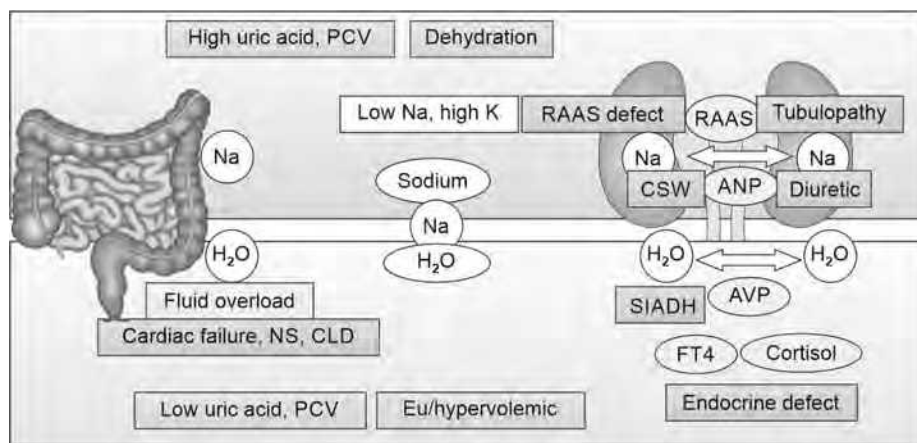 High uric acid, PCV
Dehydration
Low Na, high K
RAAS defect
RAAS
Tubulopathy
Na
Sodium
Na
Na
CSW
ANP
Diuretic
Na
H₂O
H₂O
H₂O
H₂O
Fluid overload
SIADH
AVP
Cardiac failure, NS, CLD
FT4
Cortisol
Low uric acid, PCV
Eu/hypervolemic
Endocrine defect